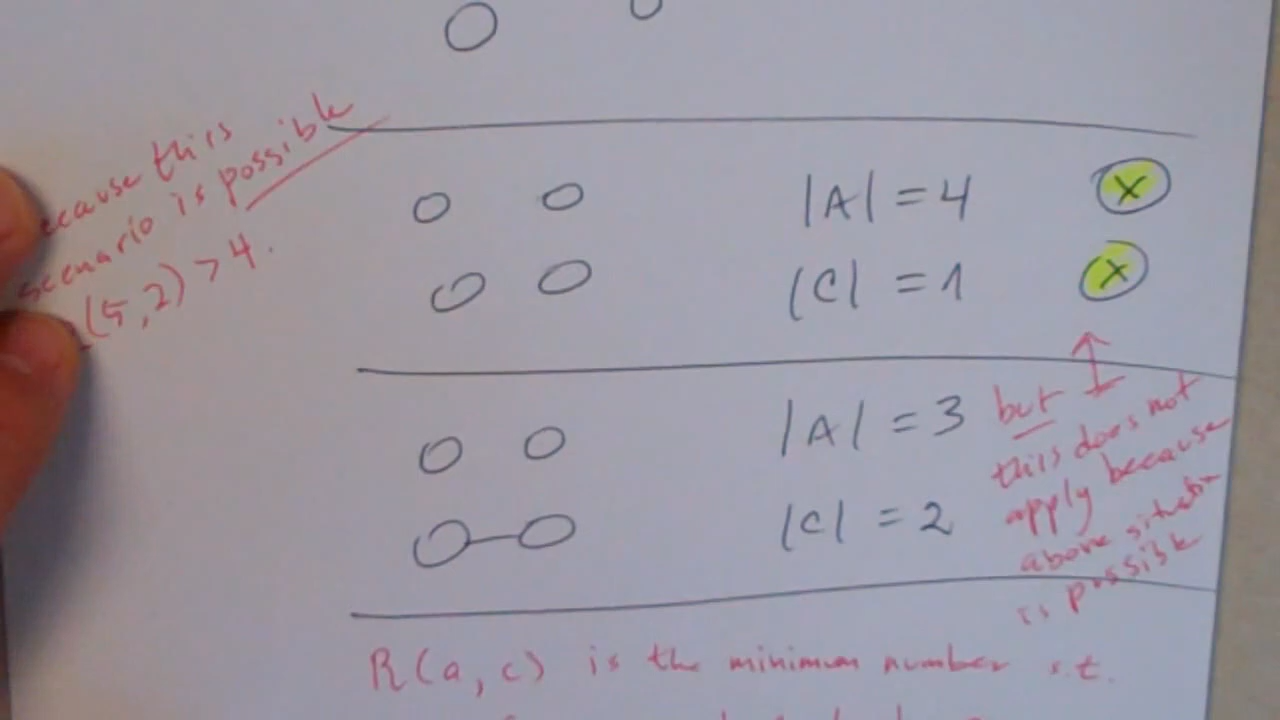 ecause this
scenario is possible
(5,2) > 4.
|A| = 4
x
|C| = 1
x
|A| = 3
|C| = 2
but
this does not
apply because
above situation
is possible
R(a, c) is the minimum number s.t.